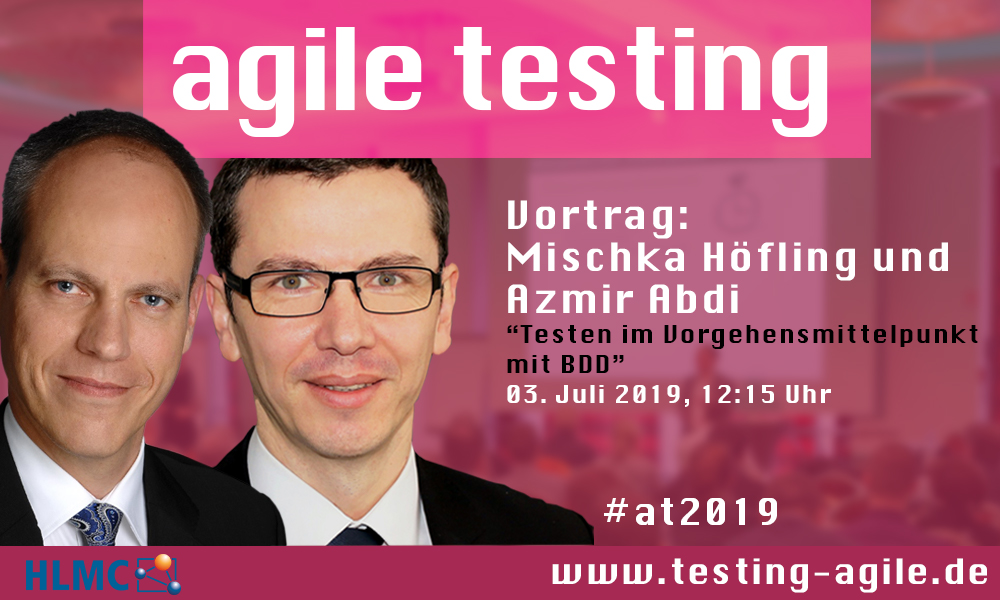 agile testing
Vortrag:
Mischka Höfling und
Azmir Abdi
“Testen im Vorgehensmittelpunkt
mit BDD”
03. Juli 2019, 12:15 Uhr
#at2019
HLMC
www.testing-agile.de